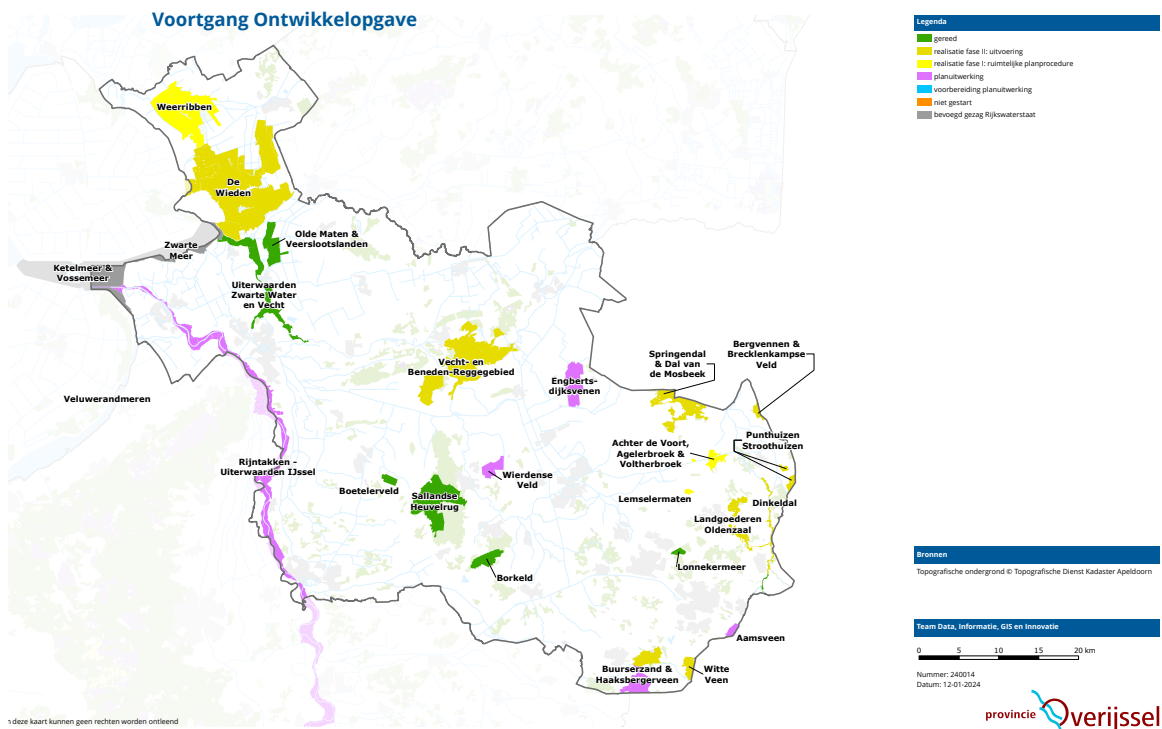 Voortgang Ontwikkelopgave
Weerribben
De
Wieden
Olde Maten &
Veerslootslanden
Zwarte
Meer
Ketelmeer &
Vossemeer
Uiterwaarden
Zwarte Water
en Vecht
Vecht- en
Beneden-Reggegebied
Engberts-
dijksvenen
Springendal
& Dal van
de Mosbeek
Bergvennen &
Brecklenkampse
Veld
Veluwerandmeren
Punthuizen
Stroothuizen
Achter de Voort,
Agelerbroek &
Voltherbroek
Rijntakken -
Uiterwaarden IJssel
Boetelerveld
Sallandse
Heuvelrug
Wierdense
Veld
Lemselermaten
Dinkeldal
Landgoederen
Oldenzaal
Borkeld
Lonnekermeer
Aamsveen
Buurserzand &
Haaksbergerveen
Witte
Veen
deze kaart kunnen geen rechten worden ontleend
Legenda
gereed
realisatie fase II: uitvoering
realisatie fase I: ruimtelijke planprocedure
planuitwerking
voorbereiding planuitwerking
niet gestart
bevoegd gezag Rijkswaterstaat
Bronnen
Topografische ondergrond © Topografische Dienst Kadaster Apeldoorn
Team Data, Informatie, GIS en Innovatie
0 5 10 15 20 km
Nummer: 240014
Datum: 12-01-2024
provincie Overijssel